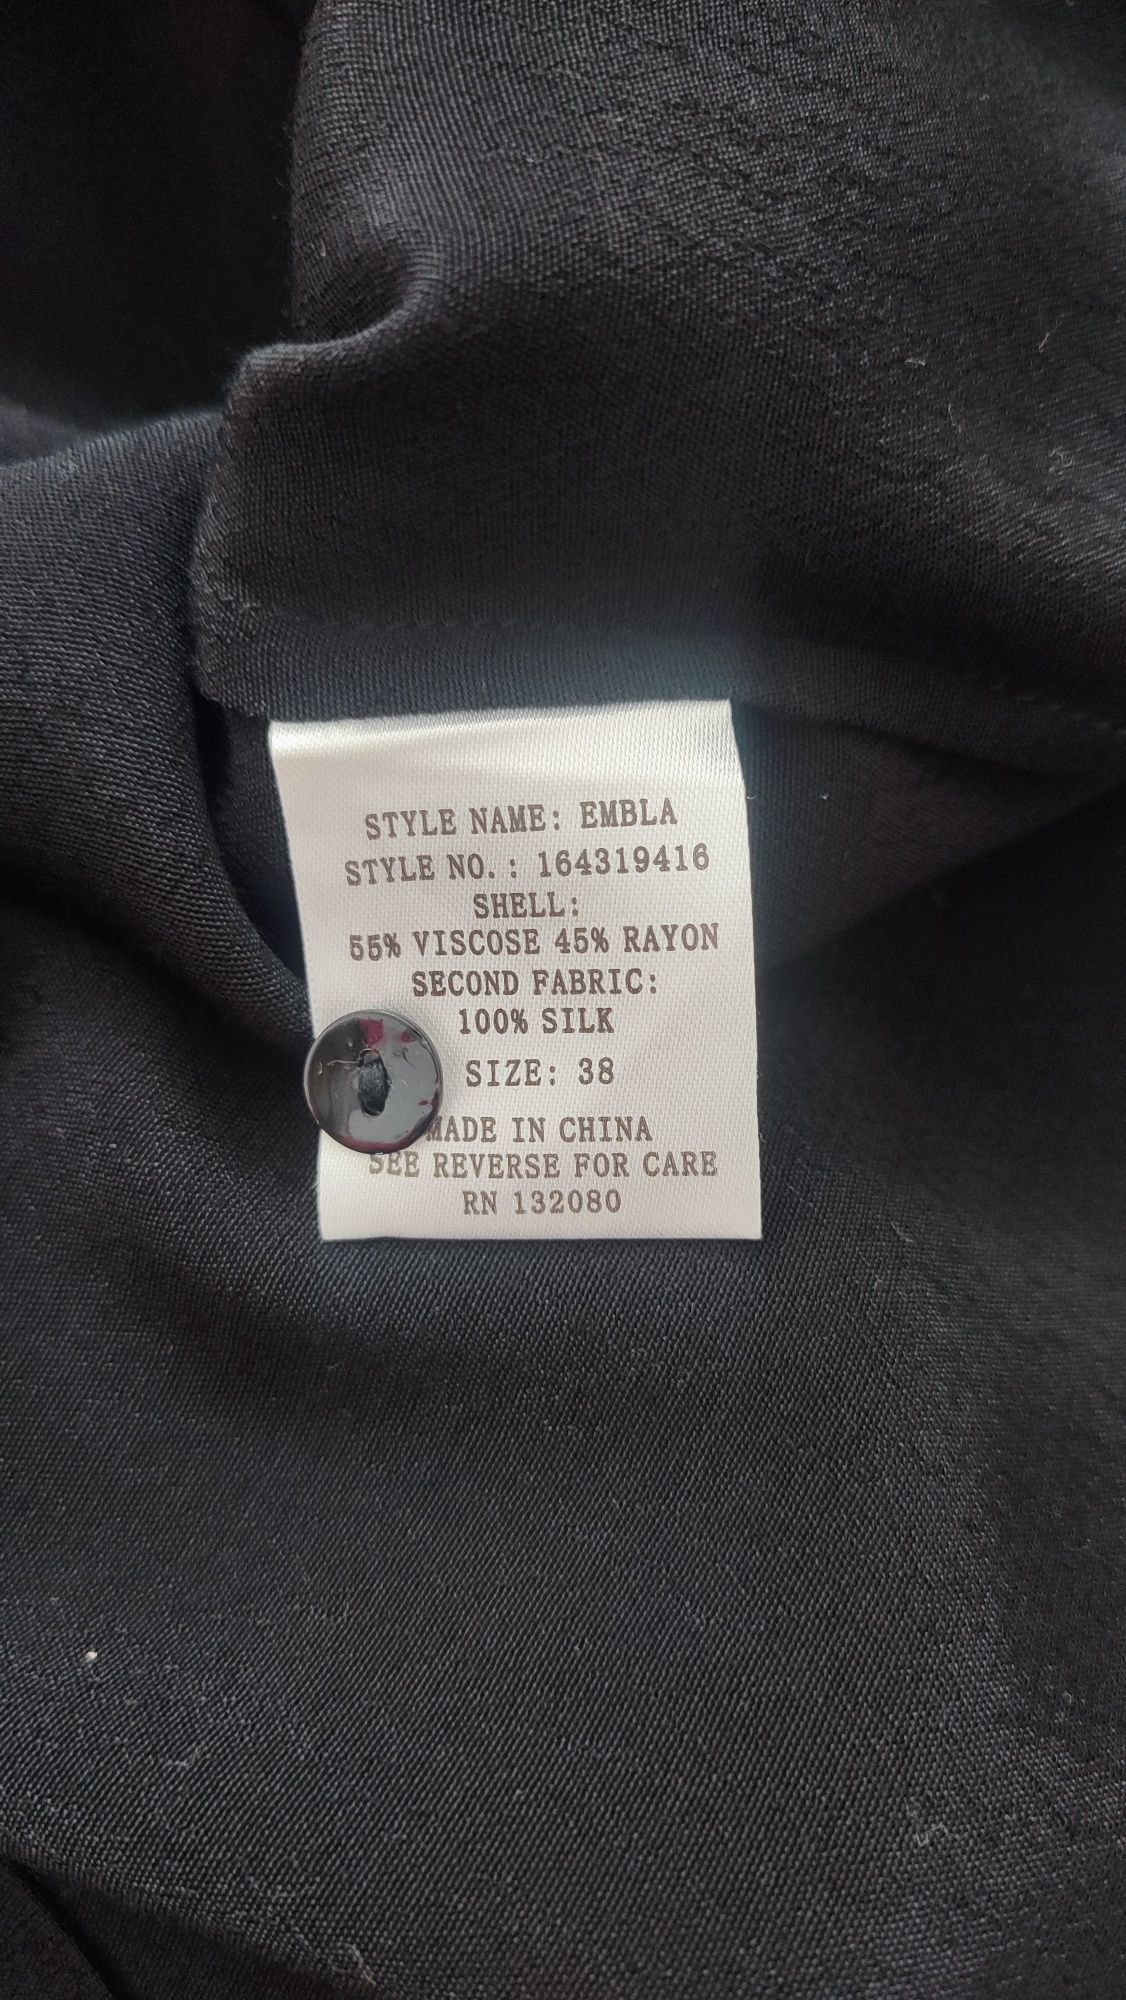 STYLE NAME: EMBLA
STYLE NO.: 164319416
SHELL:
55% VISCOSE 45% RAYON
SECOND FABRIC:
100% SILK
SIZE: 38
MADE IN CHINA
SEE REVERSE FOR CARE
RN 132080